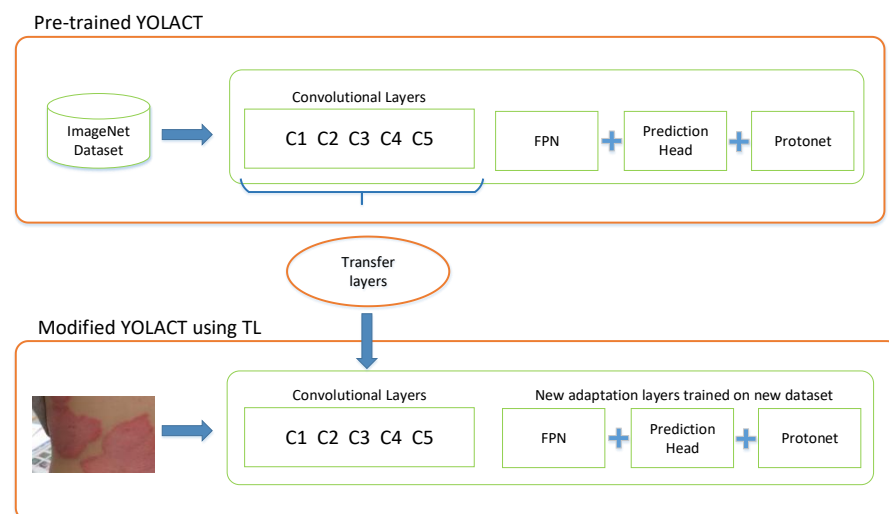 Pre-trained YOLACT
ImageNet
Dataset
Convolutional Layers
C1 C2 C3 C4 C5
FPN
Prediction
Head
Protonet
Transfer
layers
Modified YOLACT using TL
Convolutional Layers
C1 C2 C3 C4 C5
New adaptation layers trained on new dataset
FPN
Prediction
Head
Protonet